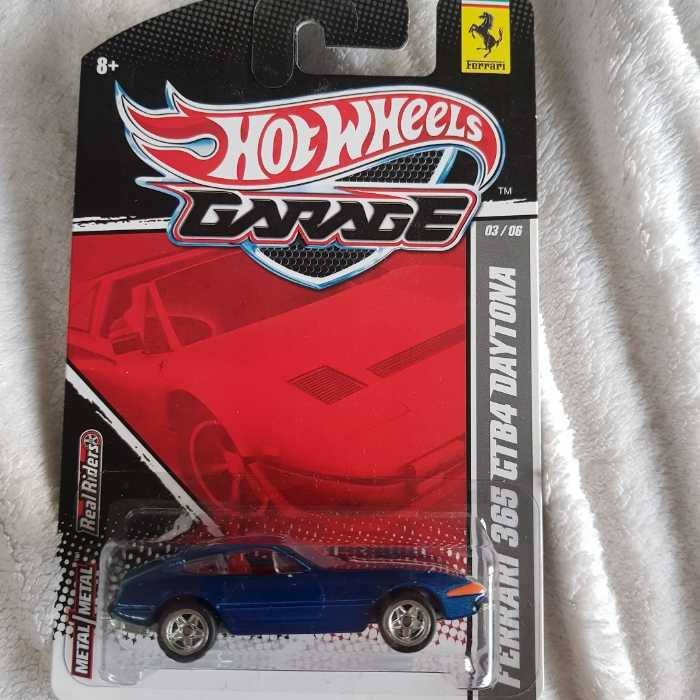 8+
Ferrari
HOT WHEELS
TM
GARAGE
03/06
FERRARI 365 GTB4 DAYTONA
Real Riders
METAL/METAL